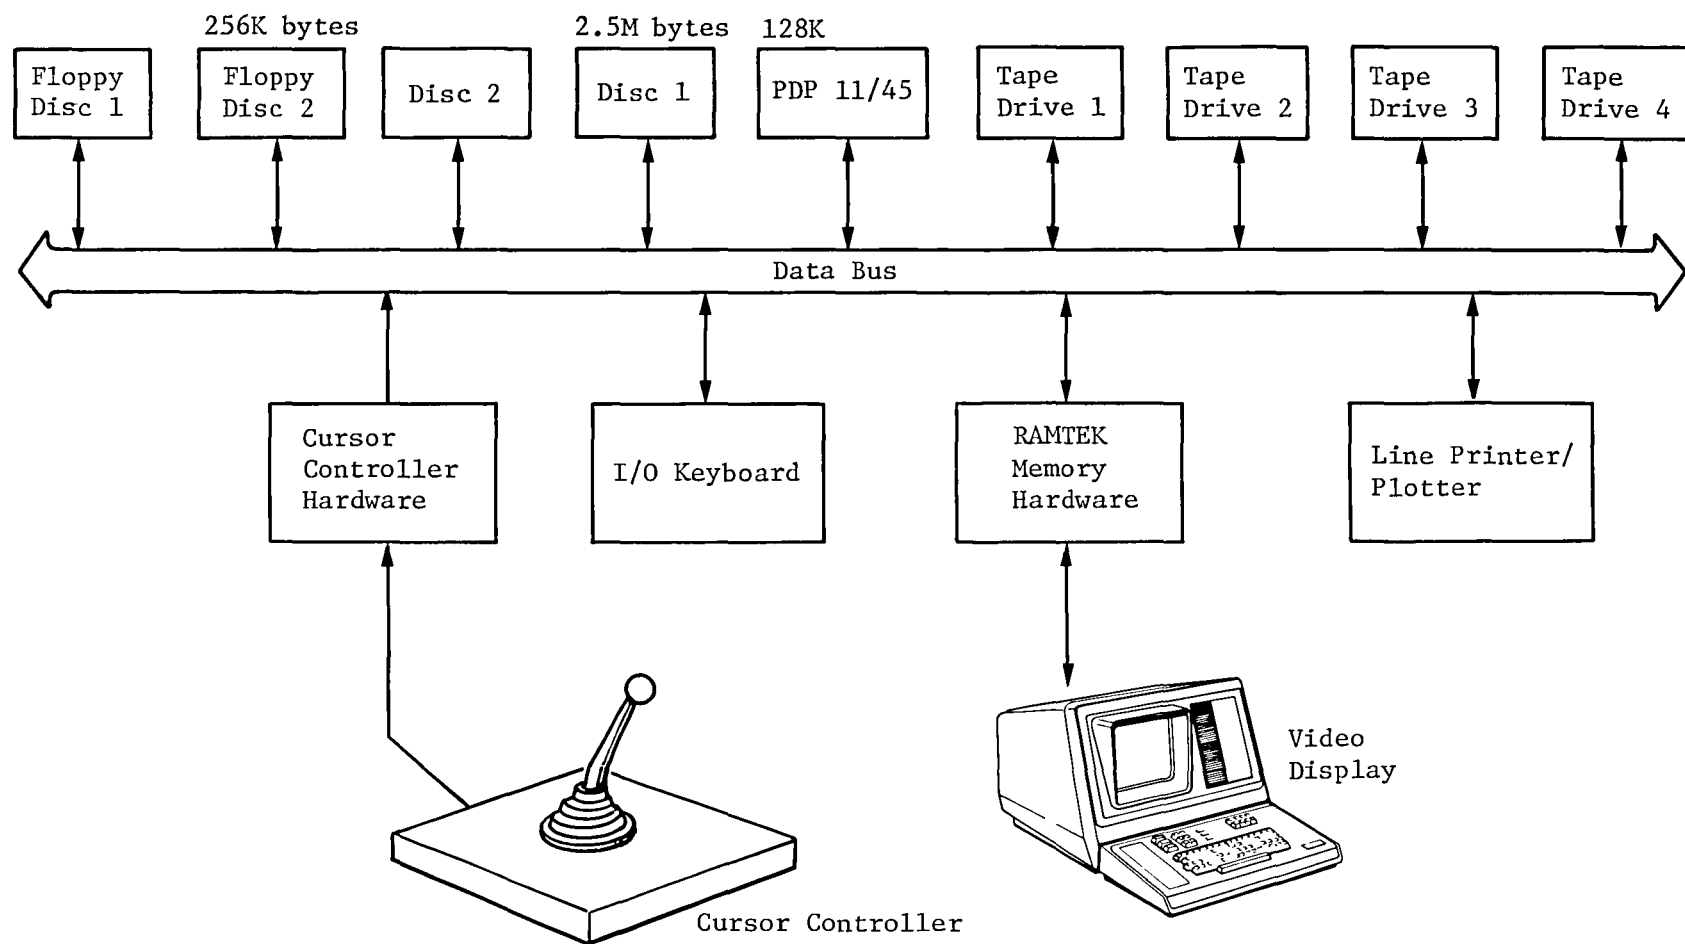 256K bytes
2.5M bytes
128K
Floppy
Disc 1
Floppy
Disc 2
Disc 2
Disc 1
PDP 11/45
Tape
Drive 1
Tape
Drive 2
Tape
Drive 3
Tape
Drive 4
Data Bus
Cursor
Controller
Hardware
I/O Keyboard
RAMTEK
Memory
Hardware
Line Printer/
Plotter
Video
Display
Cursor Controller